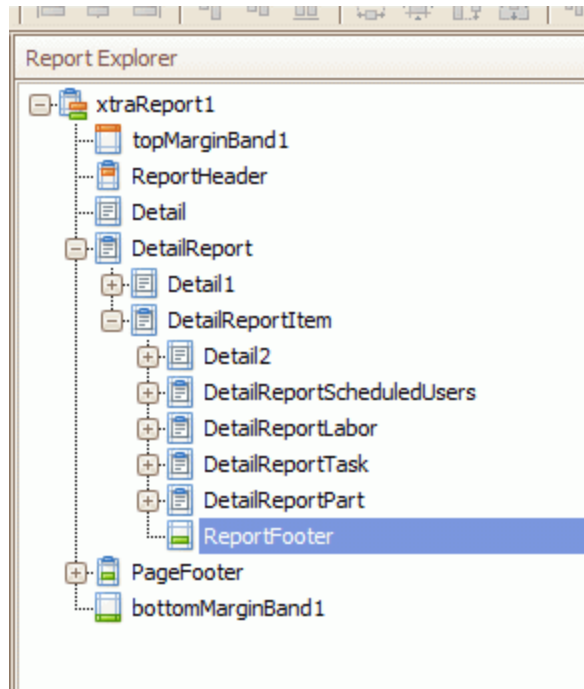 Report Explorer
xtraReport1
topMarginBand1
ReportHeader
Detail
DetailReport
Detail1
DetailReportItem
Detail2
DetailReportScheduledUsers
DetailReportLabor
DetailReportTask
DetailReportPart
ReportFooter
PageFooter
bottomMarginBand1